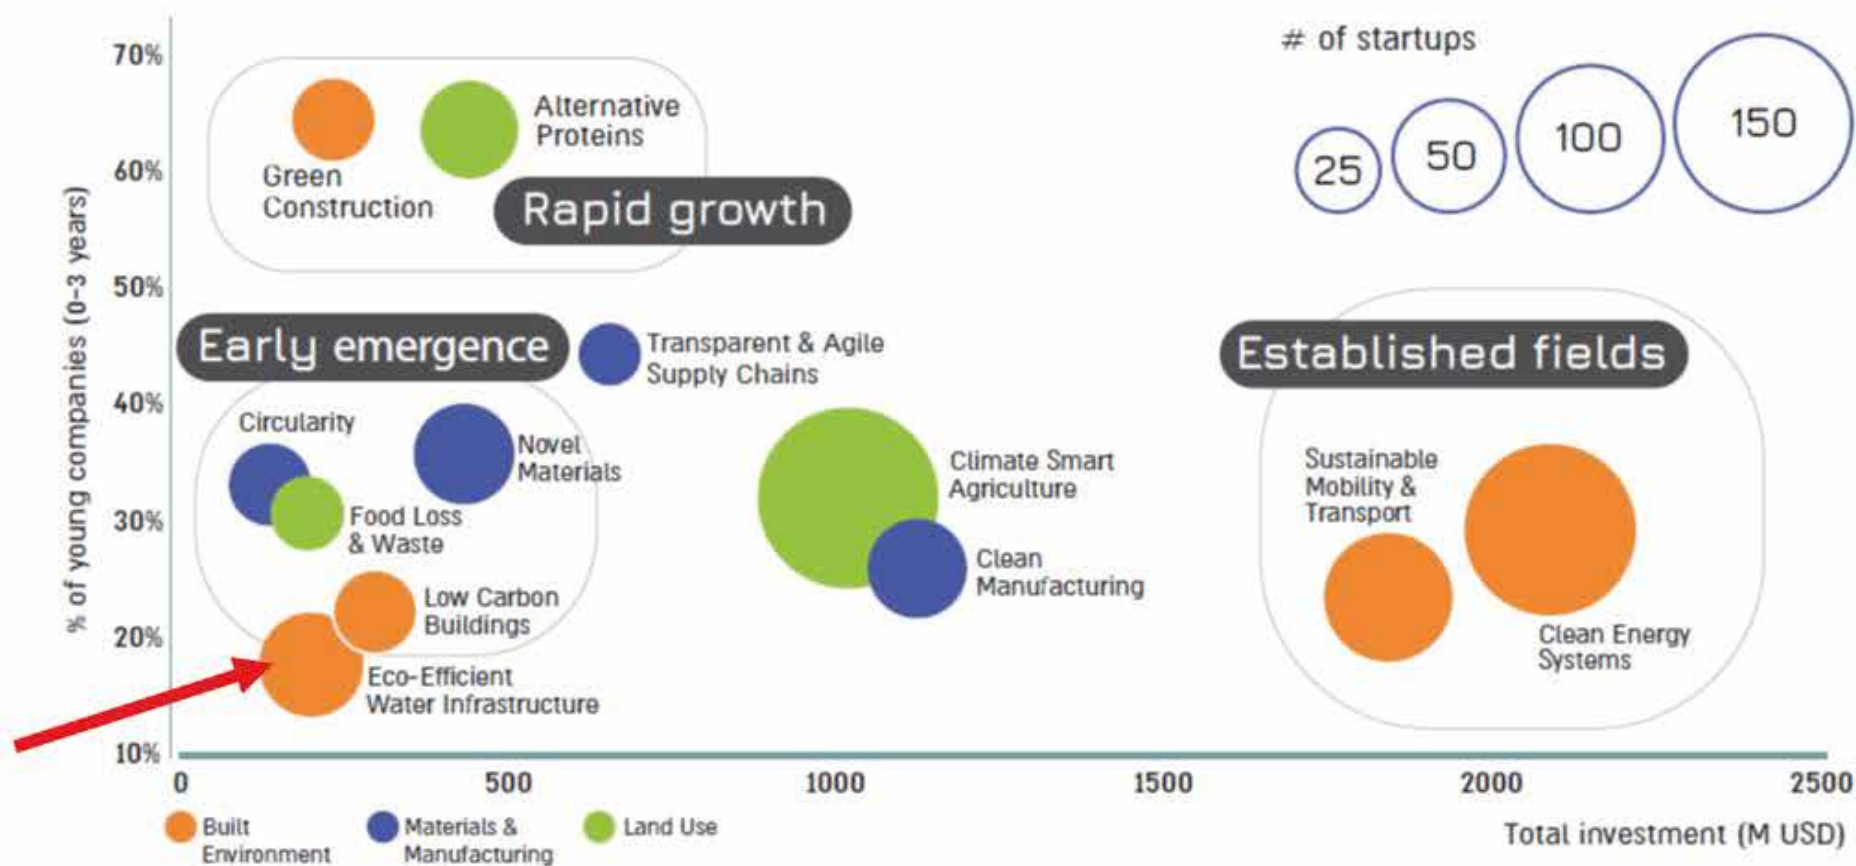 # of startups
25
50
100
150
% of young companies (0-3 years)
70%
60%
50%
40%
30%
20%
10%
Alternative
Proteins
Green
Construction
Rapid growth
Early emergence
Transparent & Agile
Supply Chains
Established fields
Circularity
Novel
Materials
Food Loss
& Waste
Low Carbon
Buildings
Eco-Efficient
Water Infrastructure
Climate Smart
Agriculture
Clean
Manufacturing
Sustainable
Mobility &
Transport
Clean Energy
Systems
0
500
1000
1500
2000
2500
Built
Environment
Materials &
Manufacturing
Land Use
Total investment (M USD)